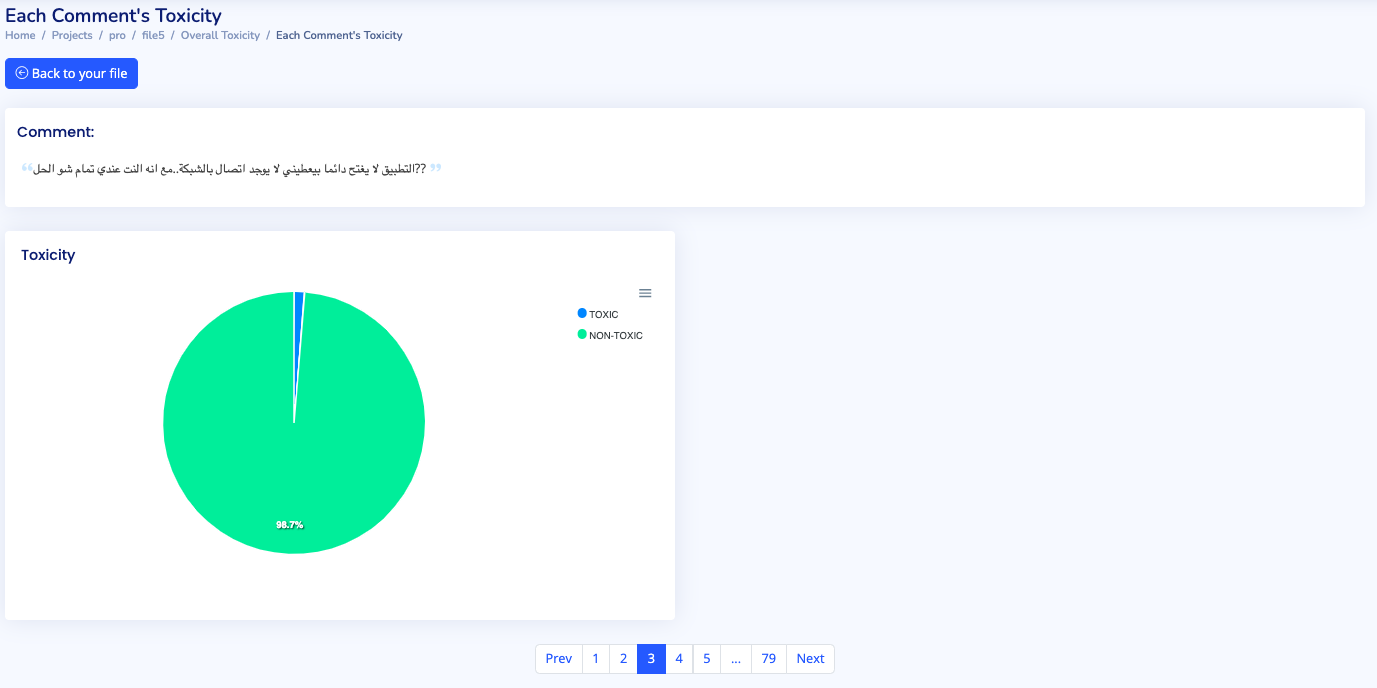 Each Comment's Toxicity
Home / Projects / pro / file5 / Overall Toxicity / Each Comment's Toxicity
Back to your file
Comment:
“التطبيق لا يفتح دائما بيعطيني لا يوجد اتصال بالشبكة..مع انه النت عندي تمام شو الحل?? ”
Toxicity
TOXIC
NON-TOXIC
98.7%
Prev 1 2 3 4 5 ... 79 Next